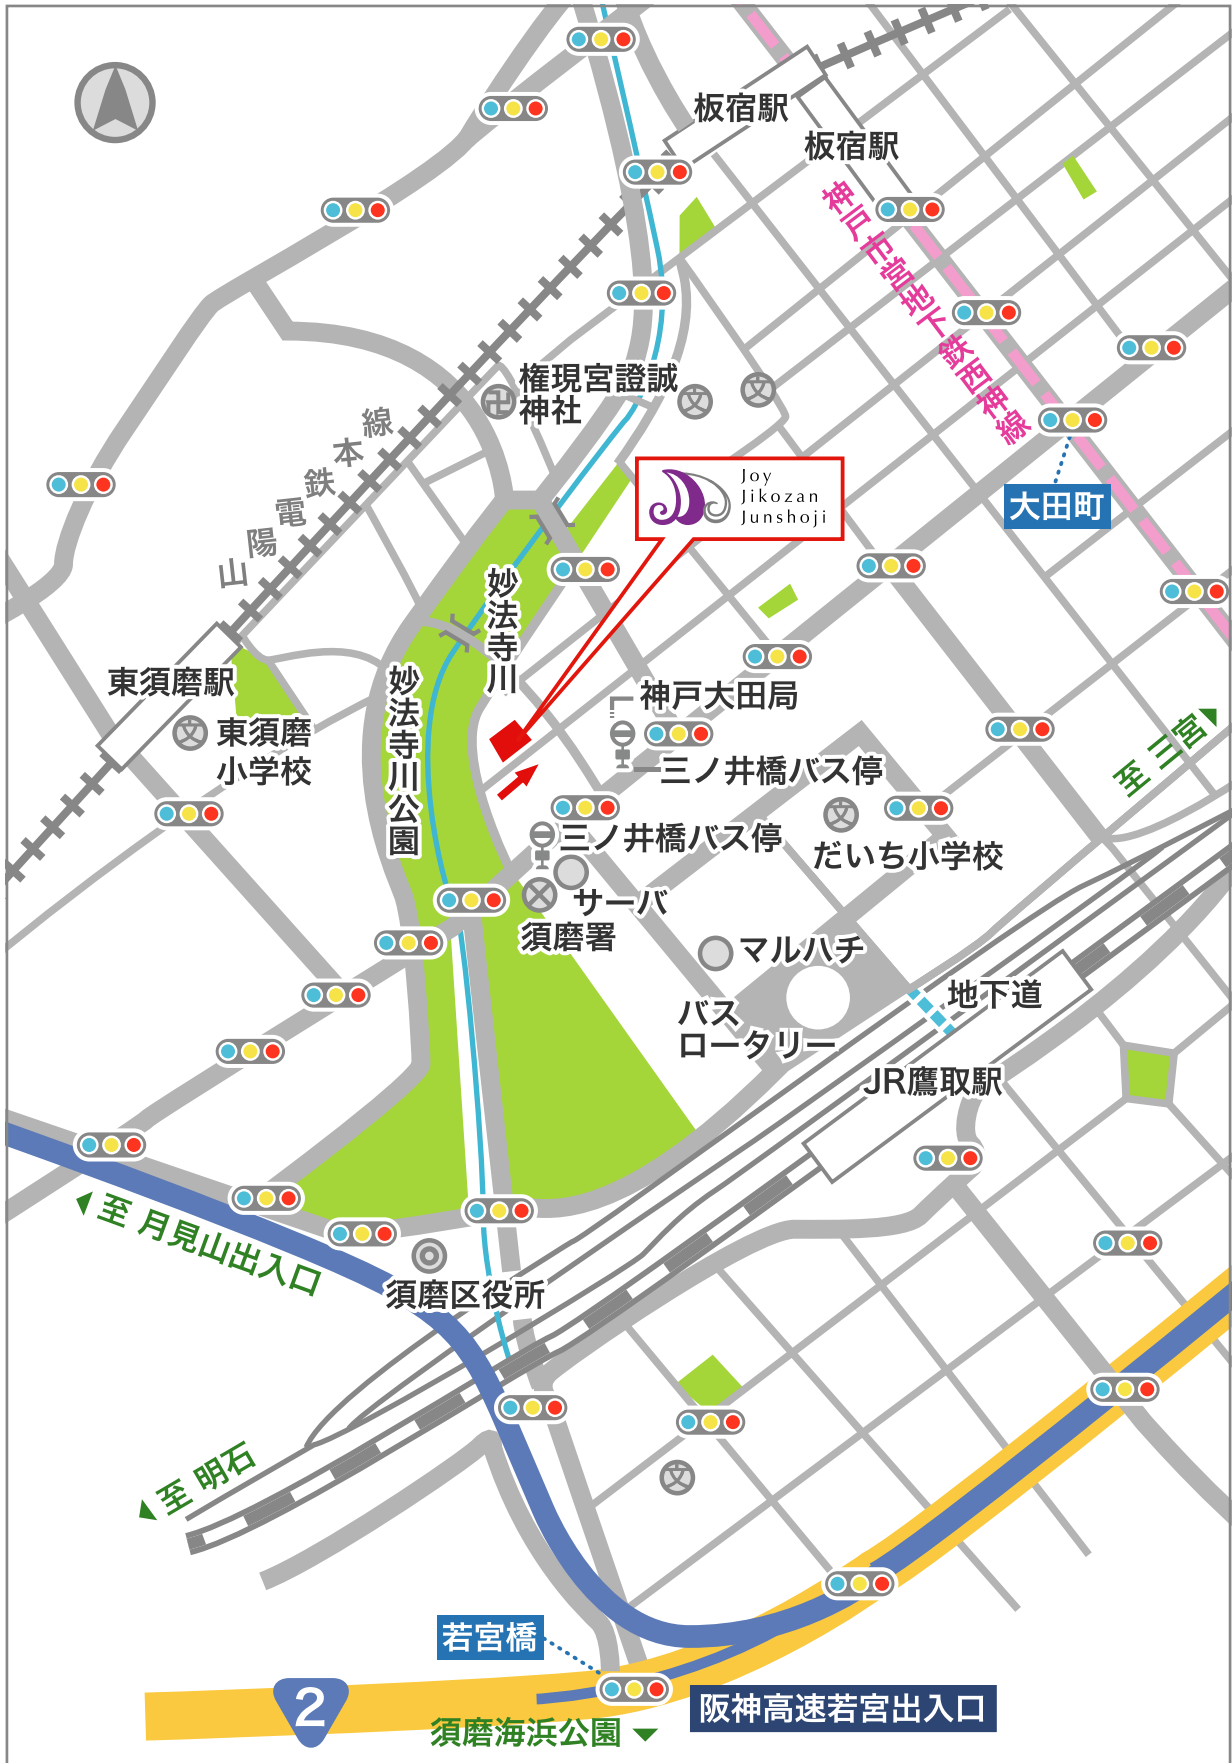 板宿駅
板宿駅
神戸市営地下鉄西神線
権現宮證誠
神社
山陽電鉄本線
Joy
Jikozan
Junshoji
大田町
妙法寺川
妙法寺川公園
東須磨駅
東須磨
小学校
神戸大田局
三ノ井橋バス停
至 三宮
三ノ井橋バス停
だいち小学校
サーバ
須磨署
マルハチ
地下道
バス
ロータリー
JR鷹取駅
至 月見山出入口
須磨区役所
至 明石
若宮橋
2
阪神高速若宮出入口
須磨海浜公園
文
文
文
文
文
卍